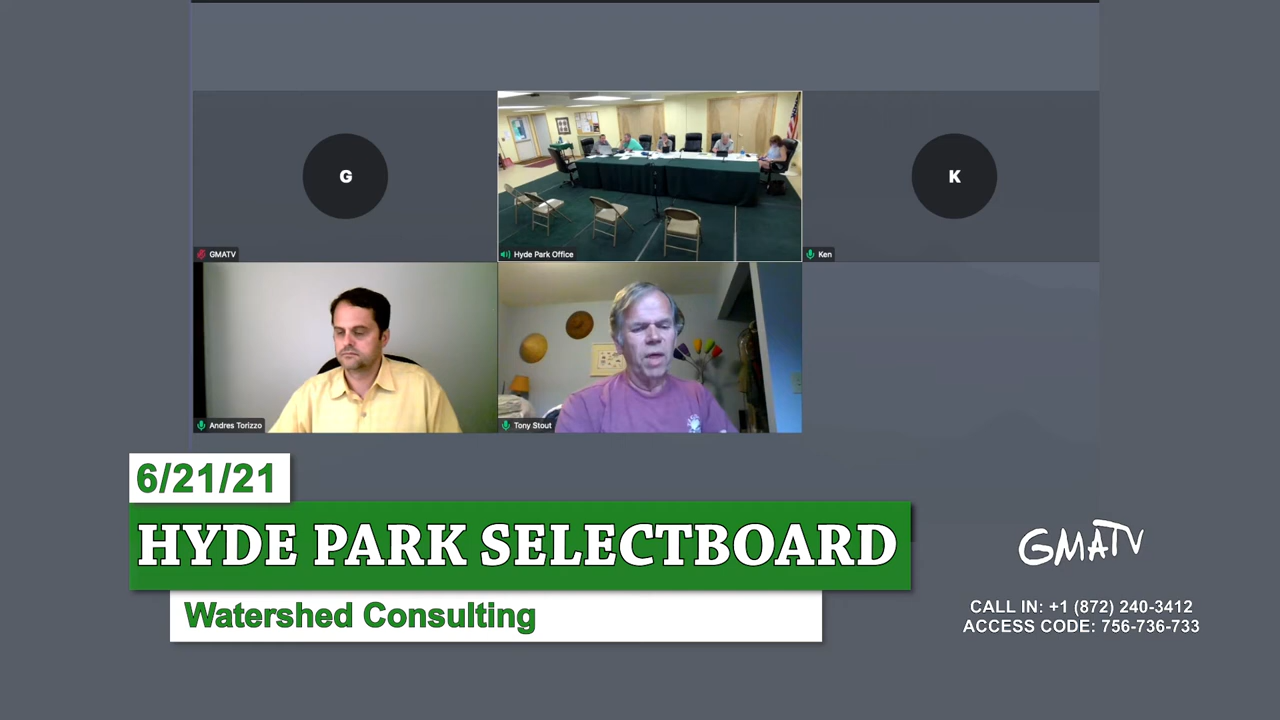 G
K
GMATV
Hyde Park Office
Ken
Andres Torizzo
Tony Stout
6/21/21
HYDE PARK SELECTBOARD
Watershed Consulting
GMATV
CALL IN: +1 (872) 240-3412
ACCESS CODE: 756-736-733